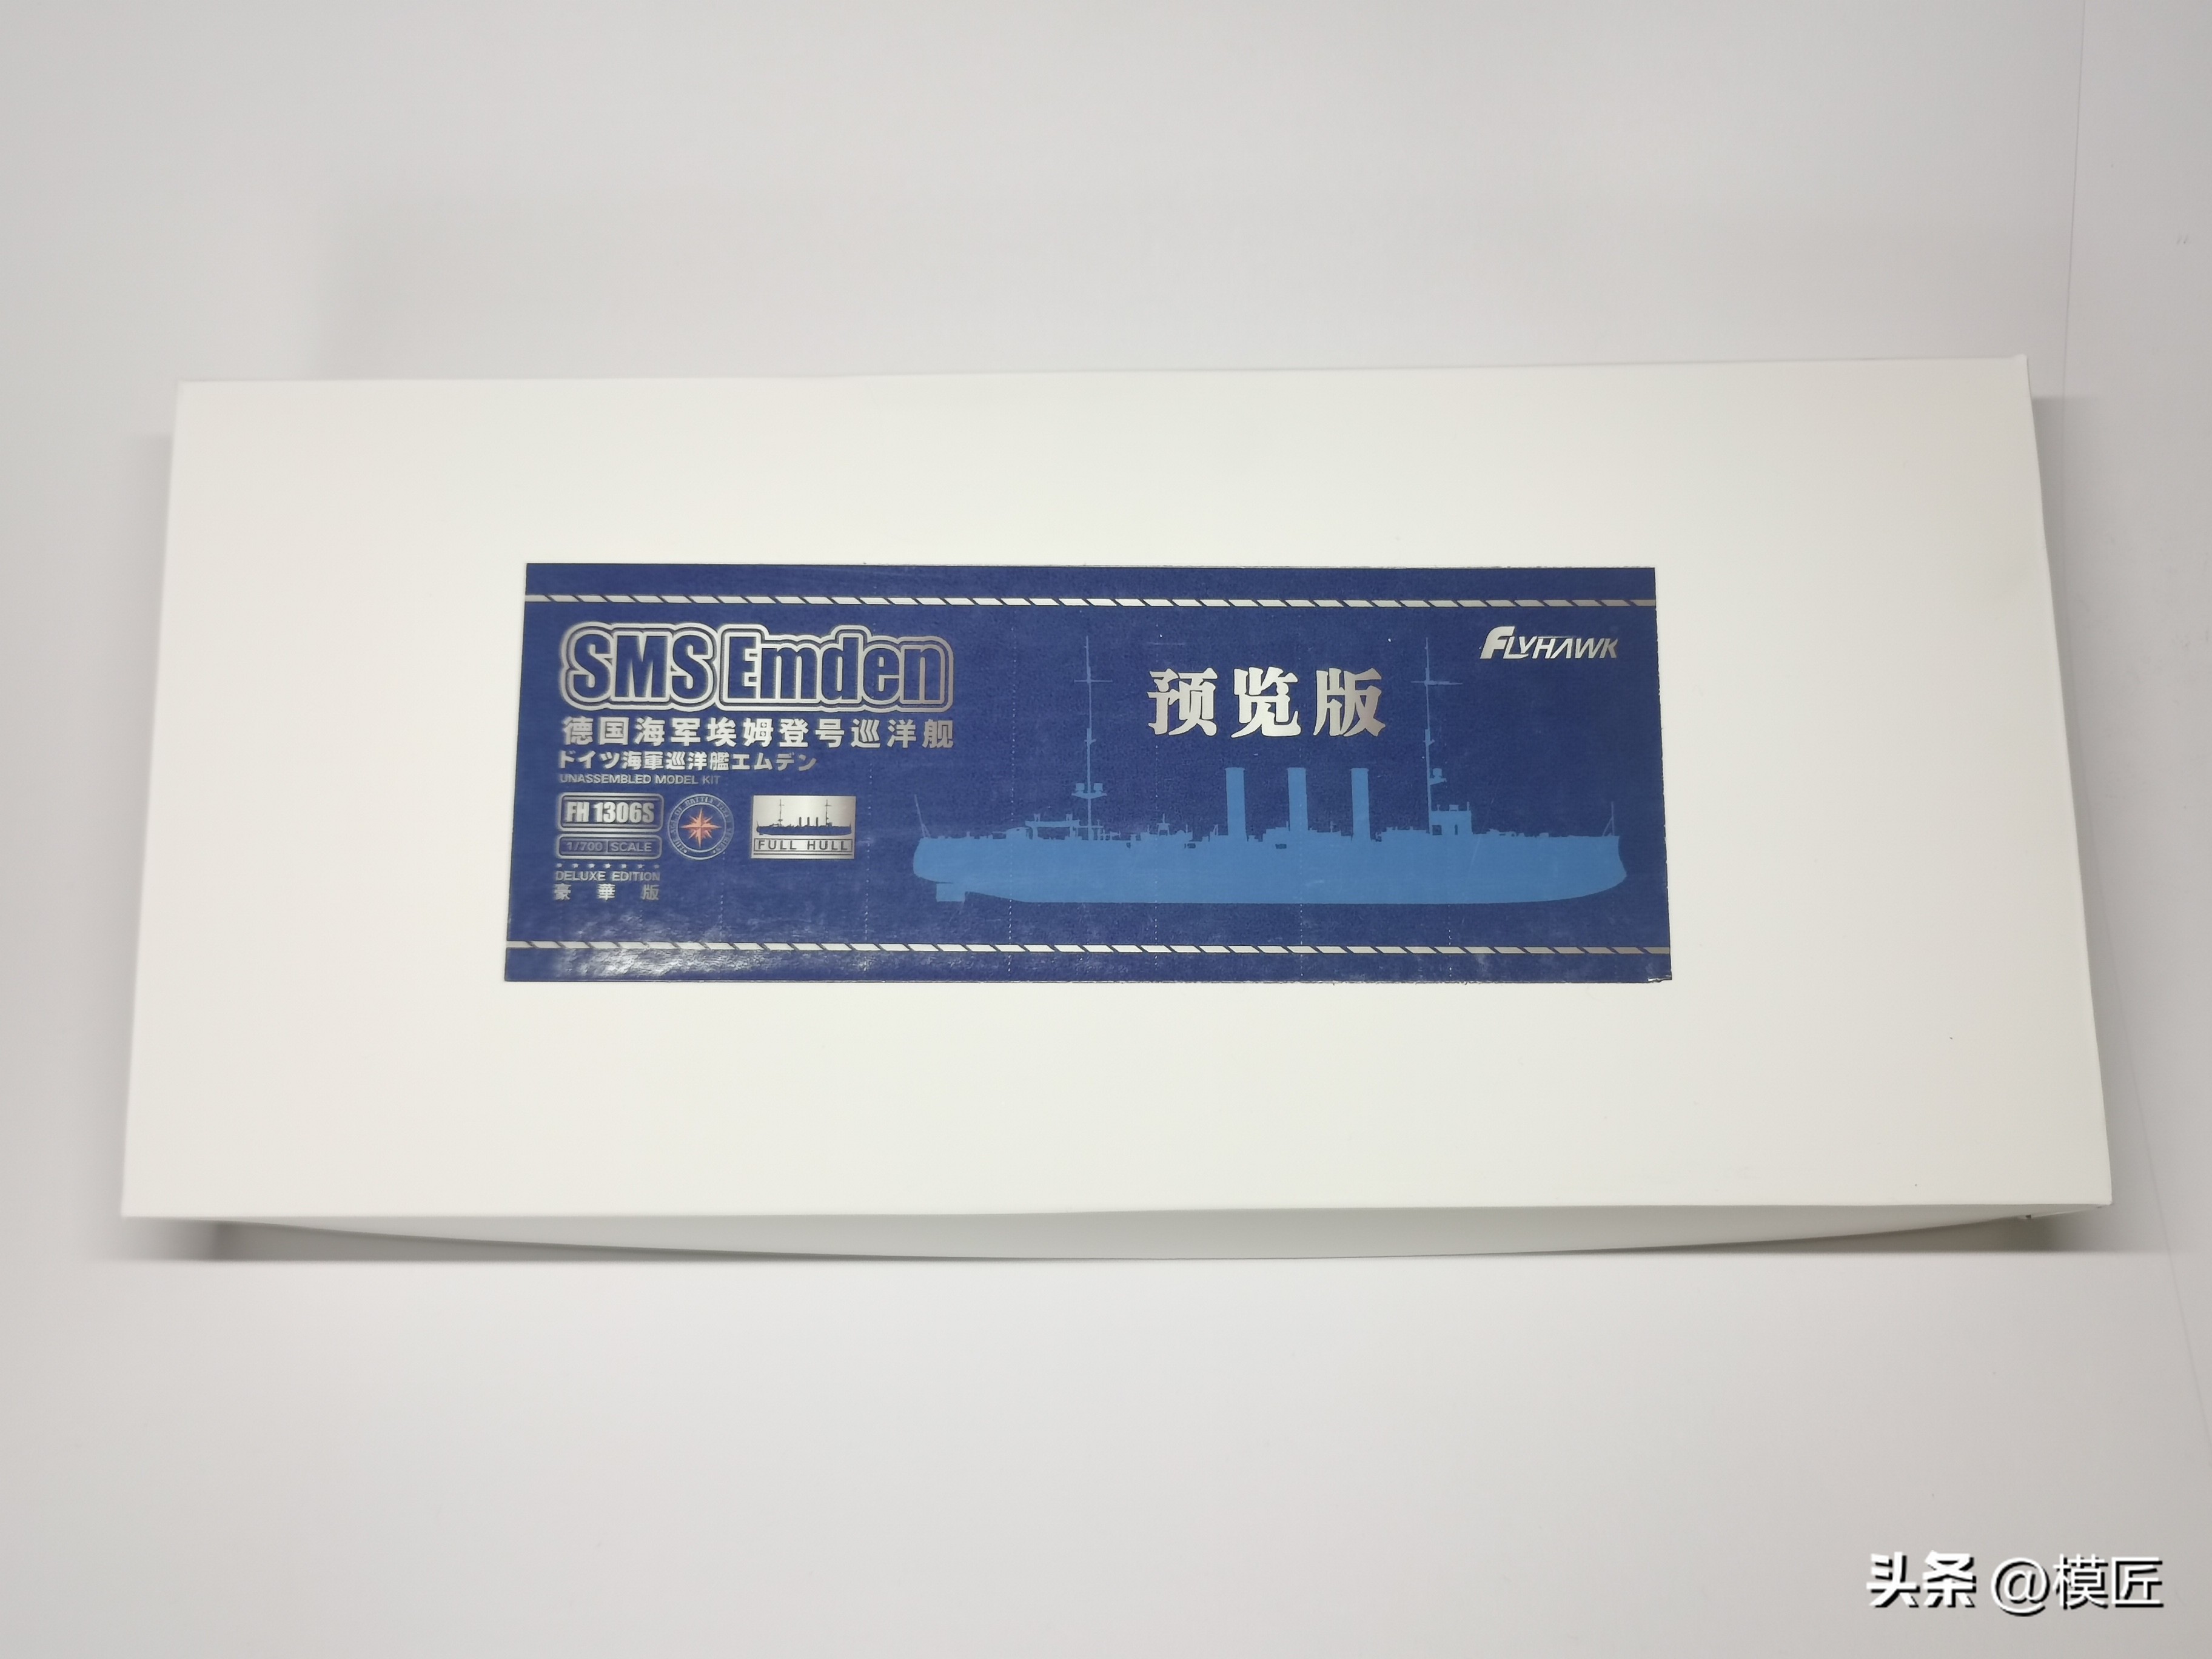 SMS Emden
德国海军埃姆登号巡洋舰
ドイツ海軍巡洋艦エムデン
UNASSEMBLED MODEL KIT
FH 1306S
1/700 SCALE
DELUXE EDITION
豪華版
FULL HULL
预览版
FLYHAWK
头条 @模匠